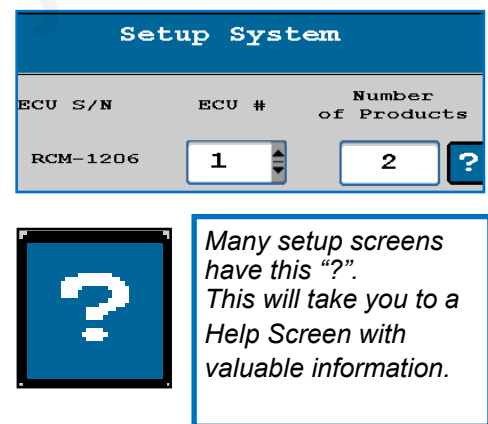 Setup System
ECU S/N ECU # Number of Products
RCM-1206 1 2 ?
?
Many setup screens
have this “?”.
This will take you to a
Help Screen with
valuable information.